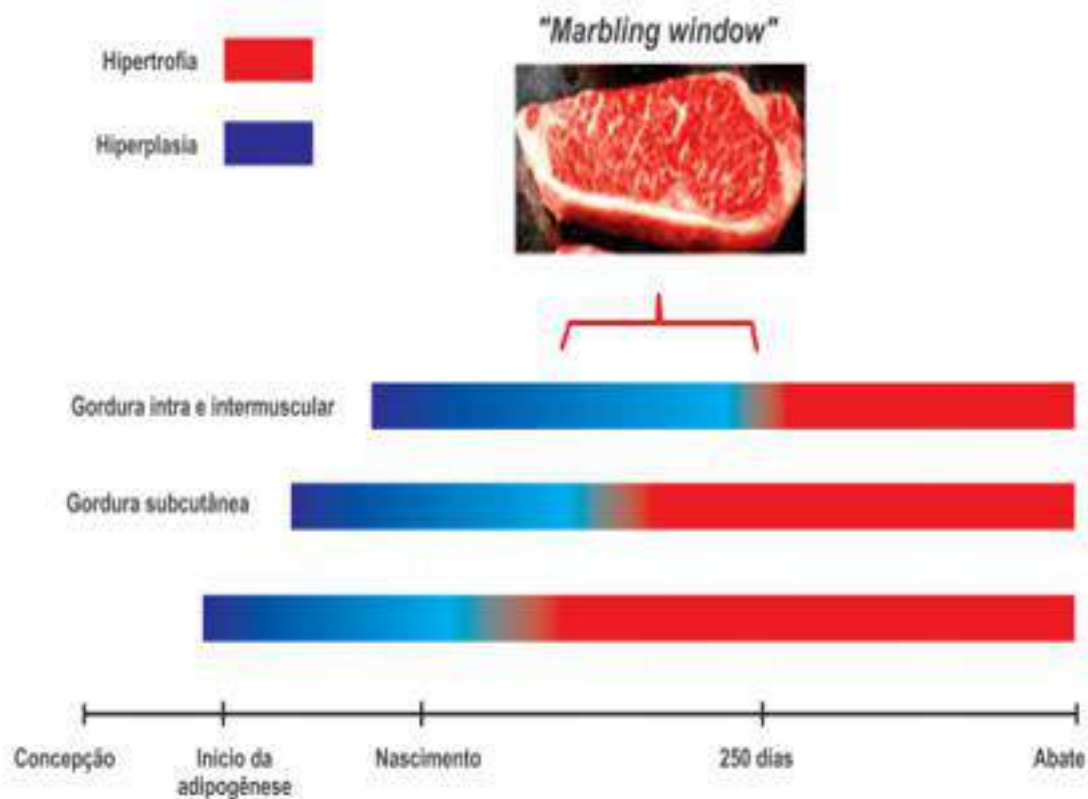 "Marbling window"
Hipertrofia
Hiperplasia
Gordura intra e intermuscular
Gordura subcutânea
Concepção
Início da
adipogênese
Nascimento
250 dias
Abate